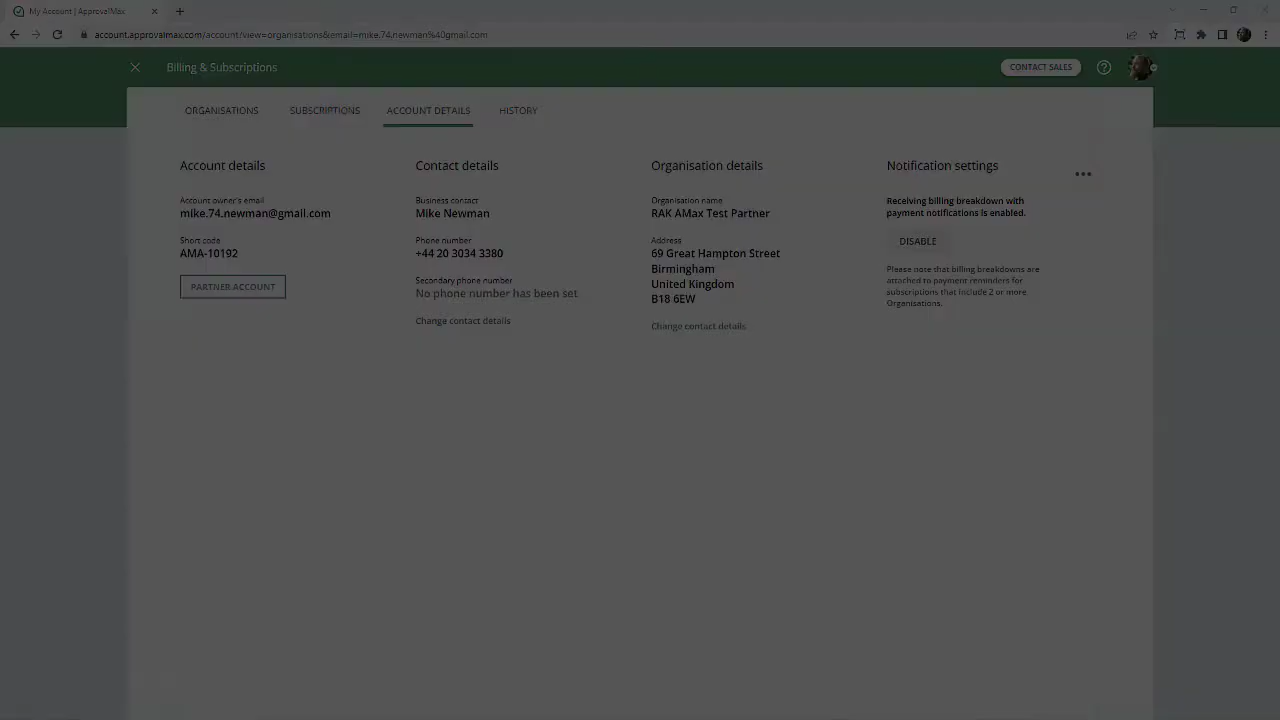 My Account | ApprovalMax
account.approvalmax.com/account/view=organisations&email=mike.74.newman%40gmail.com
Billing & Subscriptions
CONTACT SALES
ORGANISATIONS
SUBSCRIPTIONS
ACCOUNT DETAILS
HISTORY
Account details
Account owner's email
mike.74.newman@gmail.com
Short code
AMA-10192
PARTNER ACCOUNT
Contact details
Business contact
Mike Newman
Phone number
+44 20 3034 3380
Secondary phone number
No phone number has been set
Change contact details
Organisation details
Organisation name
RAK AMax Test Partner
Address
69 Great Hampton Street
Birmingham
United Kingdom
B18 6EW
Change contact details
Notification settings
Receiving billing breakdown with
payment notifications is enabled.
DISABLE
Please note that billing breakdowns are
attached to payment reminders for
subscriptions that include 2 or more
Organisations.